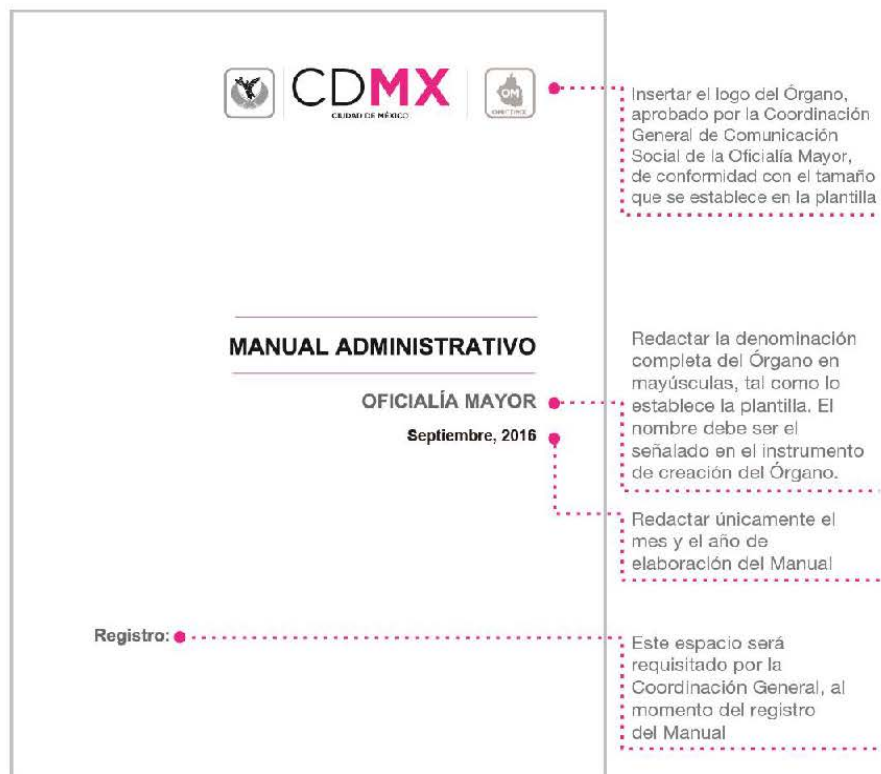 CDMX
CIUDAD DE MÉXICO
OM
Insertar el logo del Órgano,
aprobado por la Coordinación
General de Comunicación
Social de la Oficialía Mayor,
de conformidad con el tamaño
que se establece en la plantilla
MANUAL ADMINISTRATIVO
OFICIALÍA MAYOR
Septiembre, 2016
Redactar la denominación
completa del Órgano en
mayúsculas, tal como lo
establece la plantilla. El
nombre debe ser el
señalado en el instrumento
de creación del Órgano.
Redactar únicamente el
mes y el año de
elaboración del Manual
Registro:
Este espacio será
requisitado por la
Coordinación General, al
momento del registro
del Manual